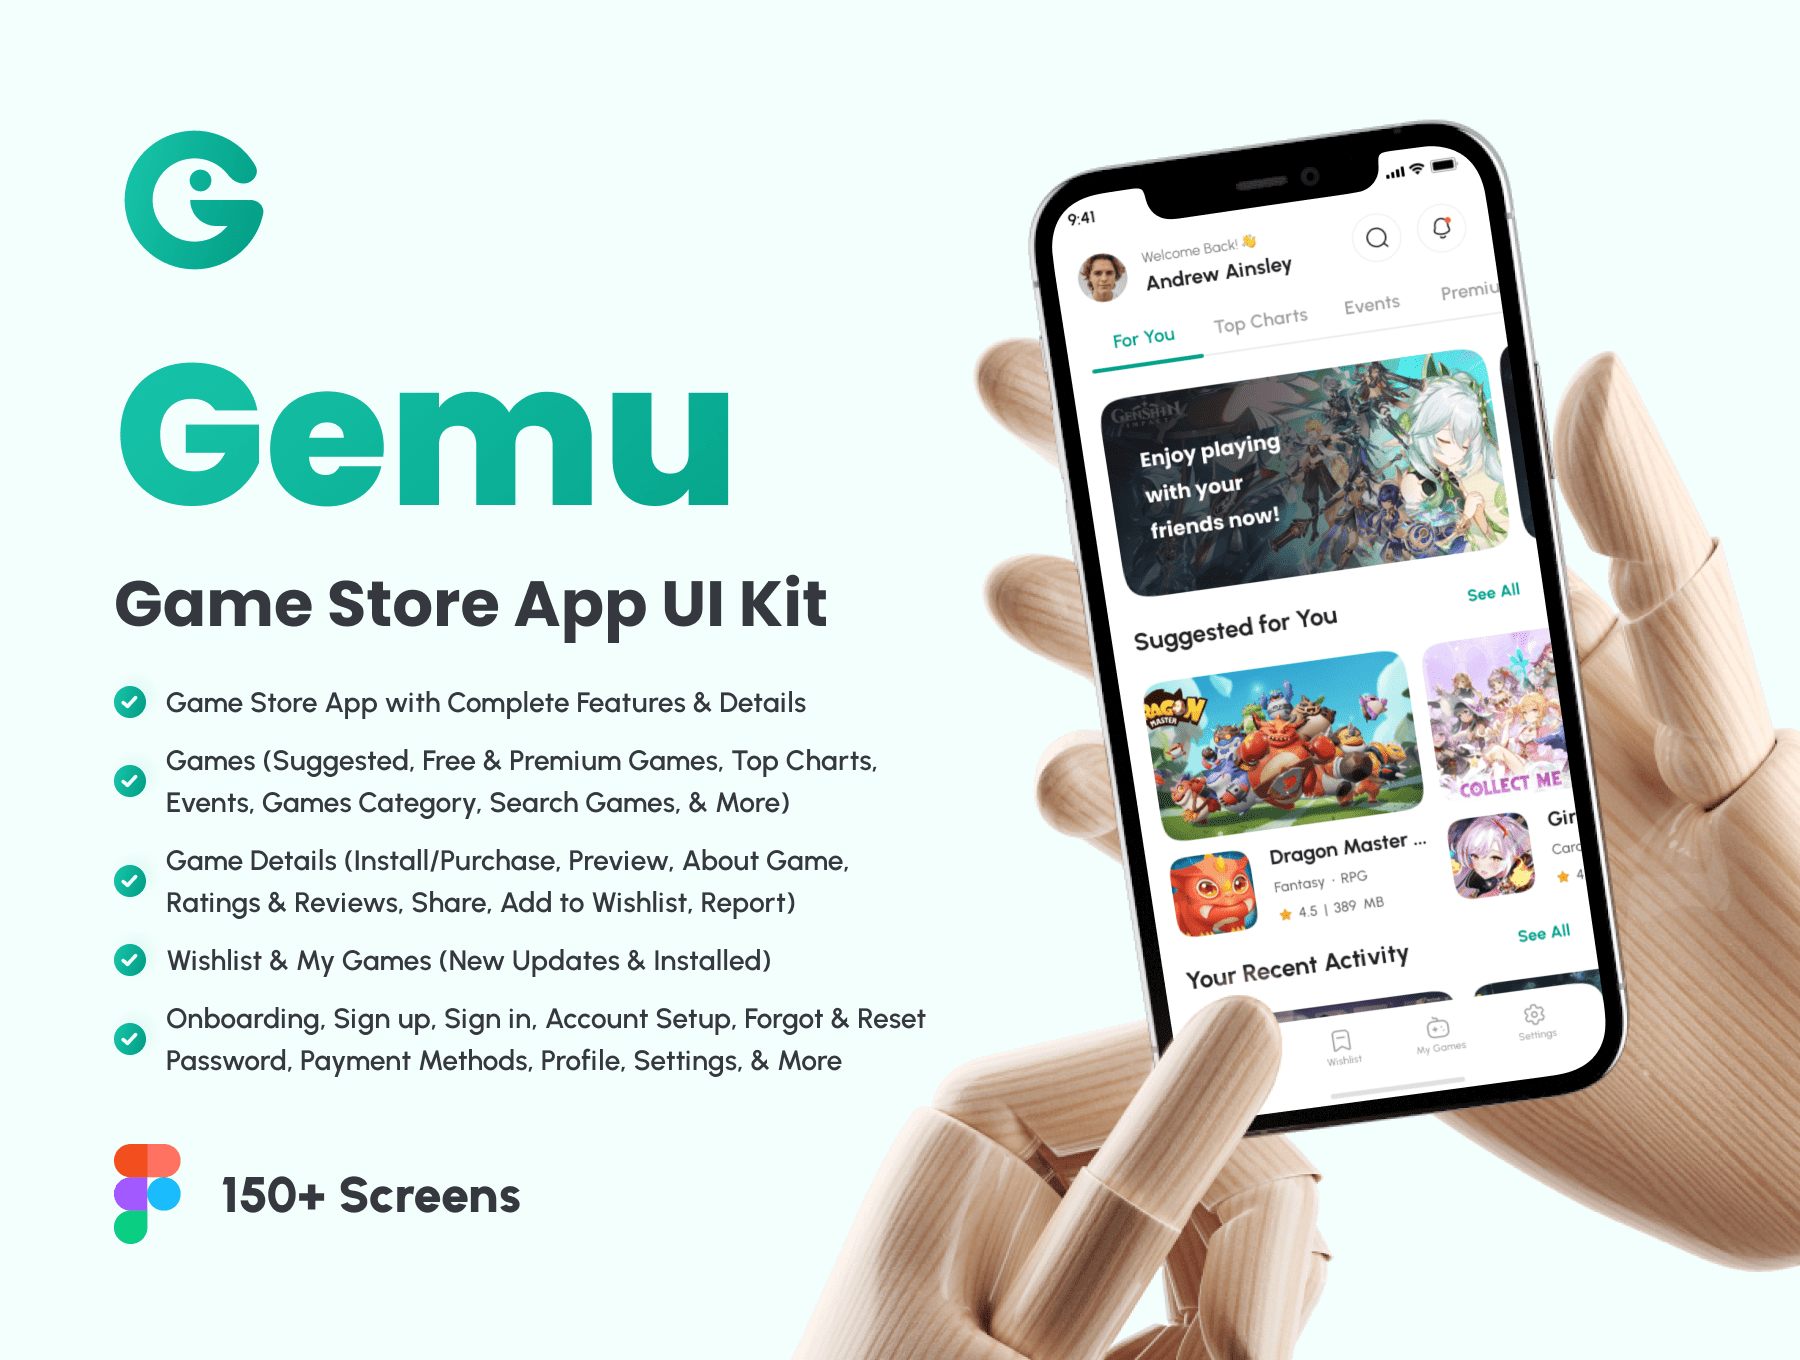 Gemu
Game Store App UI Kit
Game Store App with Complete Features & Details
Games (Suggested, Free & Premium Games, Top Charts,
Events, Games Category, Search Games, & More)
Game Details (Install/Purchase, Preview, About Game,
Ratings & Reviews, Share, Add to Wishlist, Report)
Wishlist & My Games (New Updates & Installed)
Onboarding, Sign up, Sign in, Account Setup, Forgot & Reset
Password, Payment Methods, Profile, Settings, & More
150+ Screens
9:41
Welcome Back! 👋
Andrew Ainsley
For You
Top Charts
Events
Premiu
GENSHIN
IMPACT
Enjoy playing
with your
friends now!
Suggested for You
See All
DRAGON
MASTER
COLLECT ME
Dragon Master ...
Fantasy · RPG
4.5 | 389 MB
Gir
Card
4
Your Recent Activity
See All
Wishlist
My Games
Settings